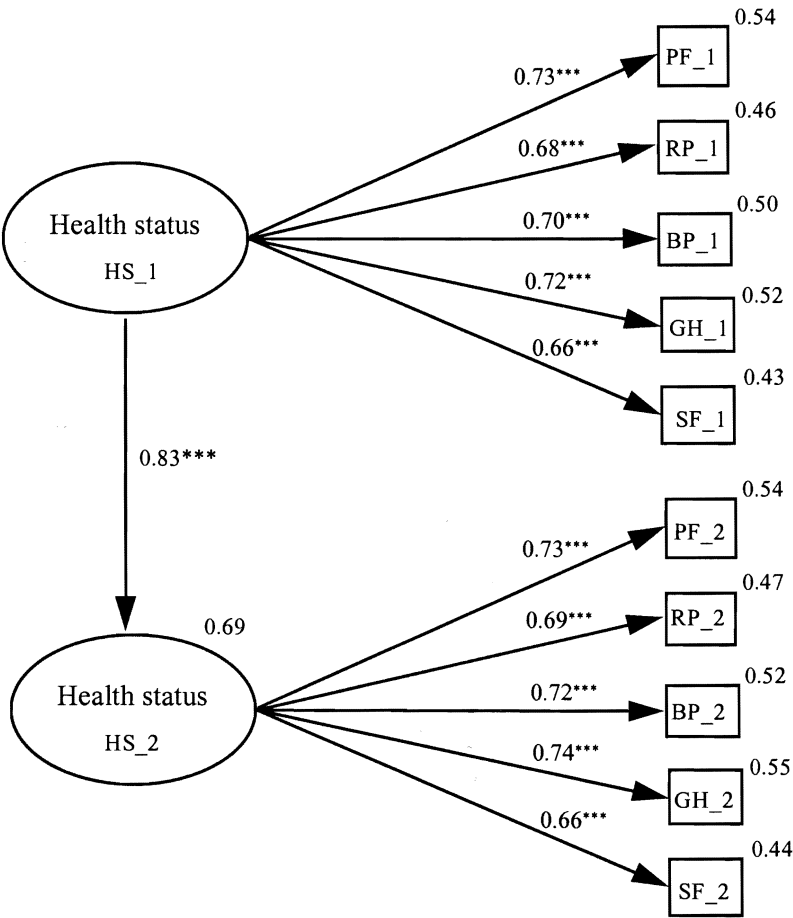 0.54
PF_1
0.73***
0.46
RP_1
0.68***
0.50
BP_1
0.70***
Health status
HS_1
0.52
GH_1
0.72***
0.43
SF_1
0.66***
0.83***
0.54
PF_2
0.73***
0.47
RP_2
0.69***
0.69
0.52
BP_2
0.72***
Health status
HS_2
0.55
GH_2
0.74***
0.44
SF_2
0.66***